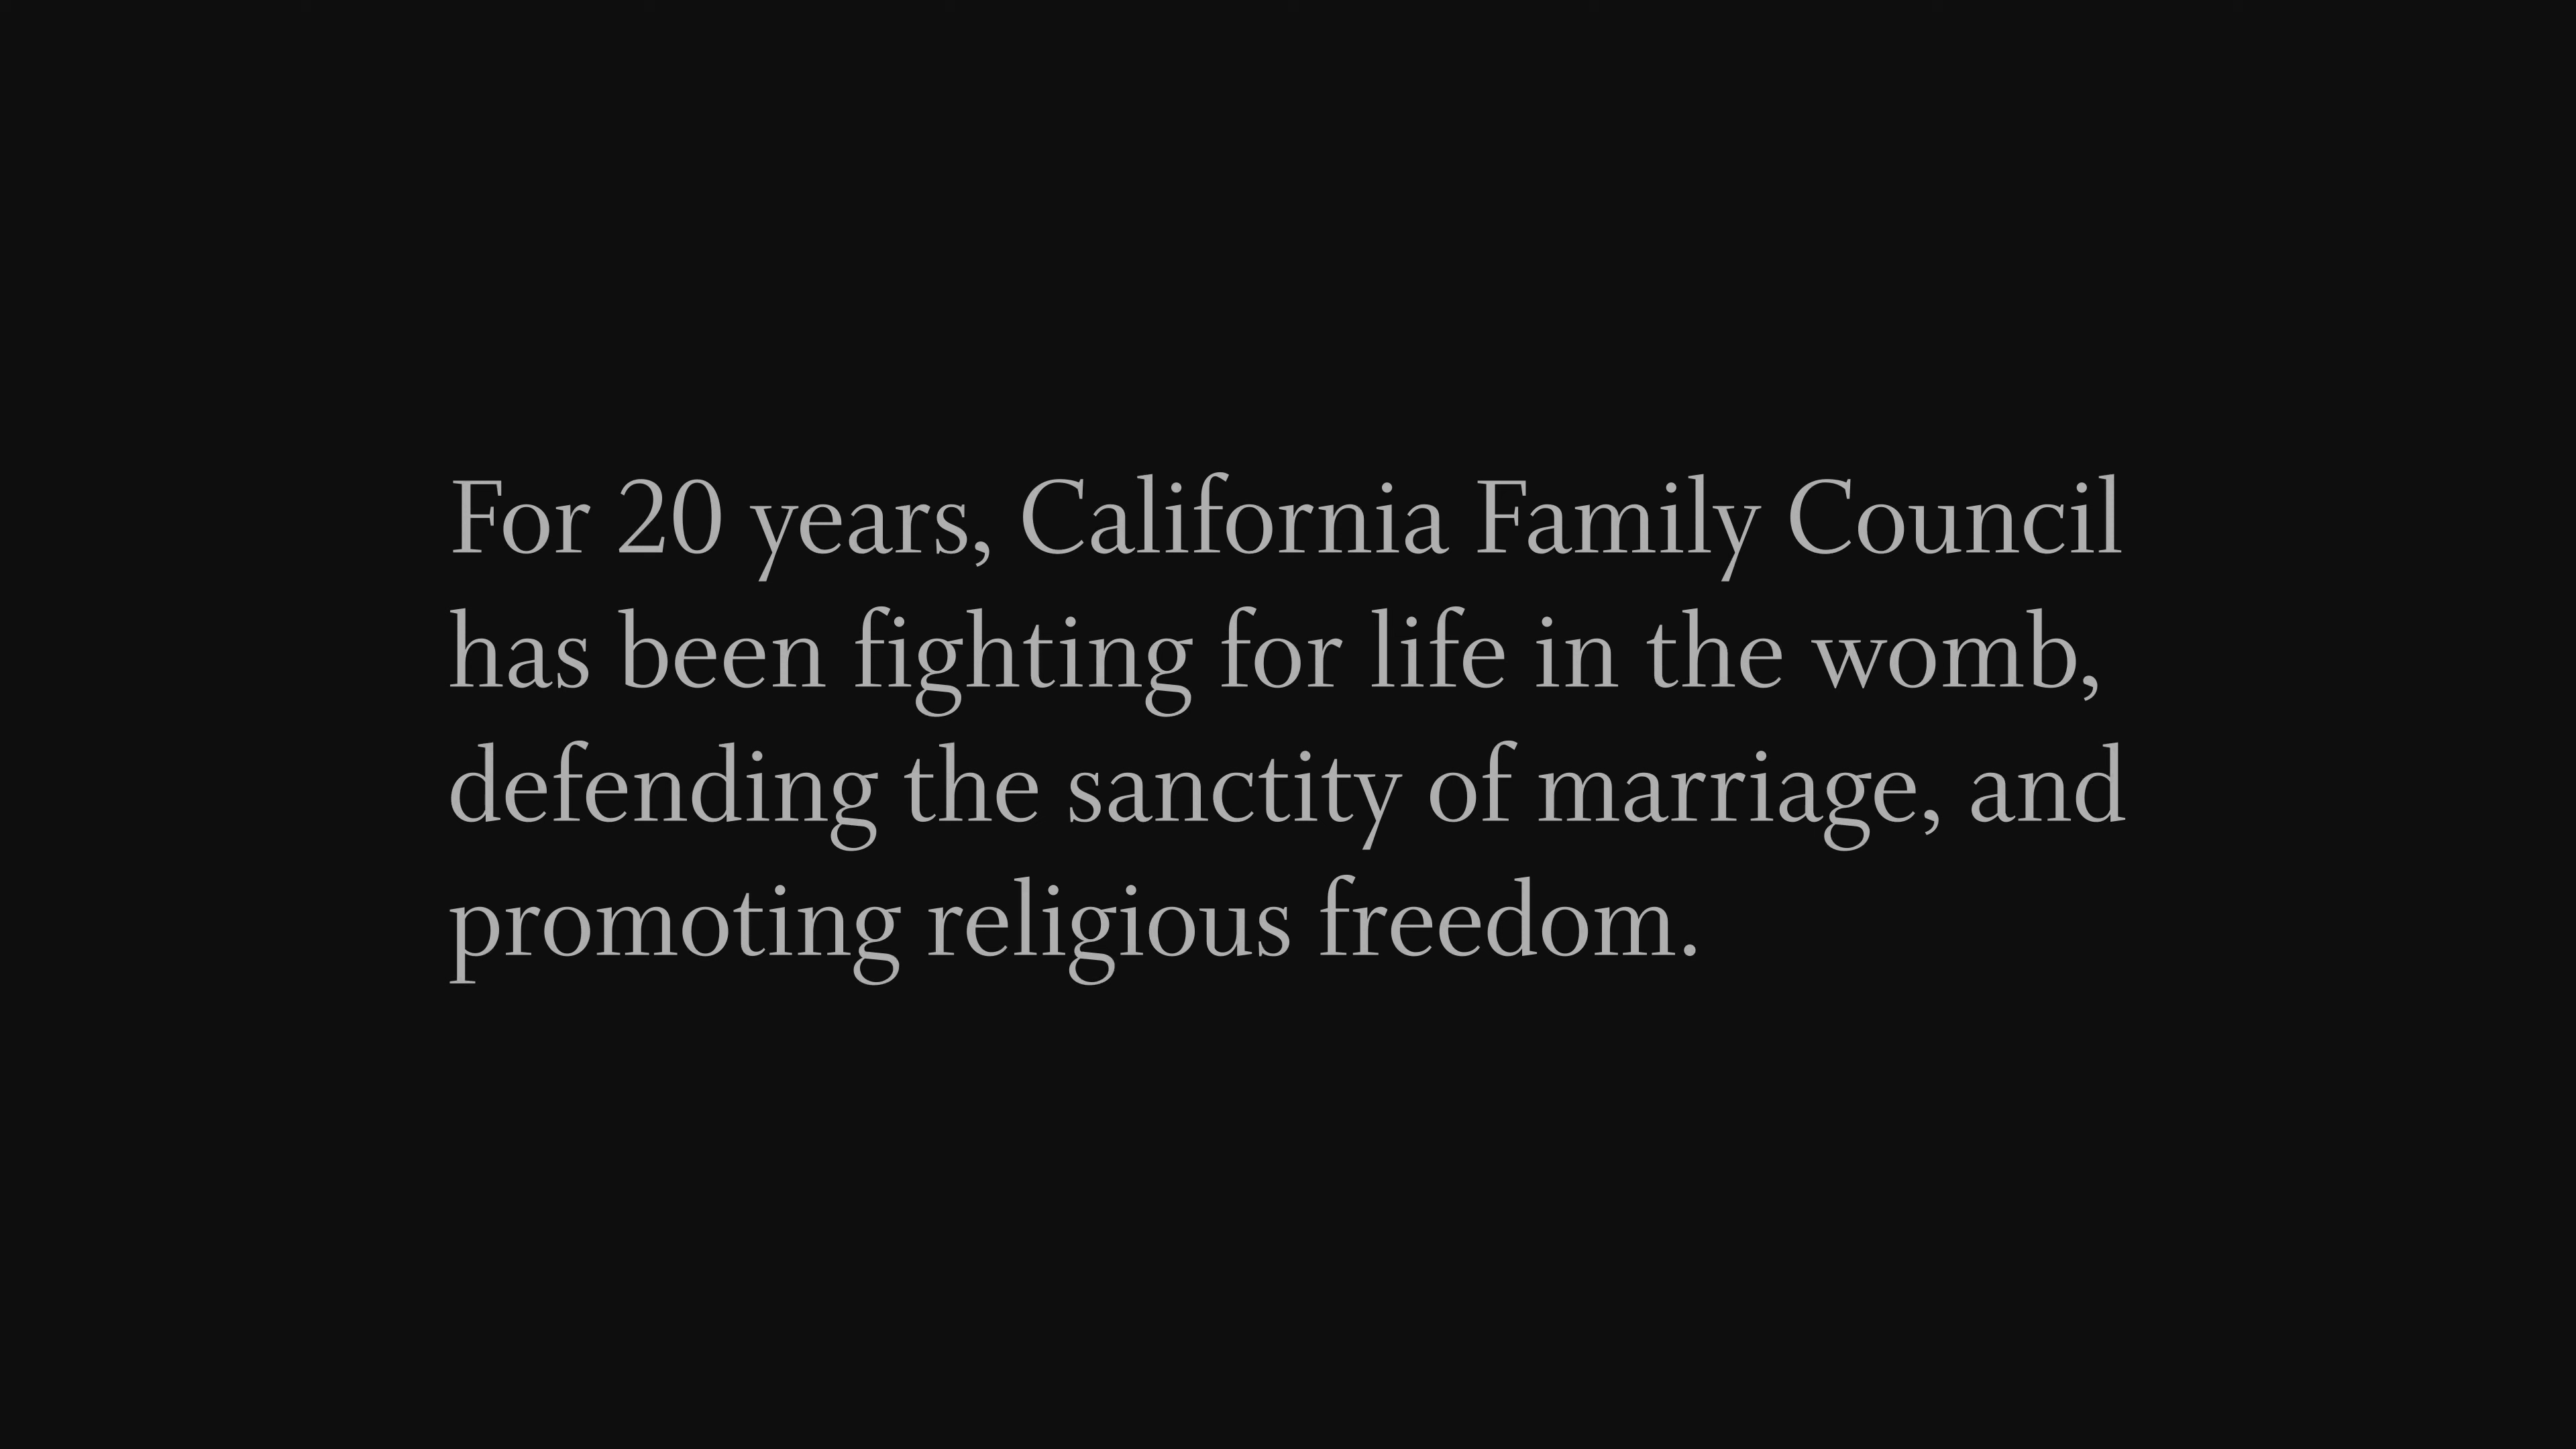 For 20 years, California Family Council
has been fighting for life in the womb,
defending the sanctity of marriage, and
promoting religious freedom.